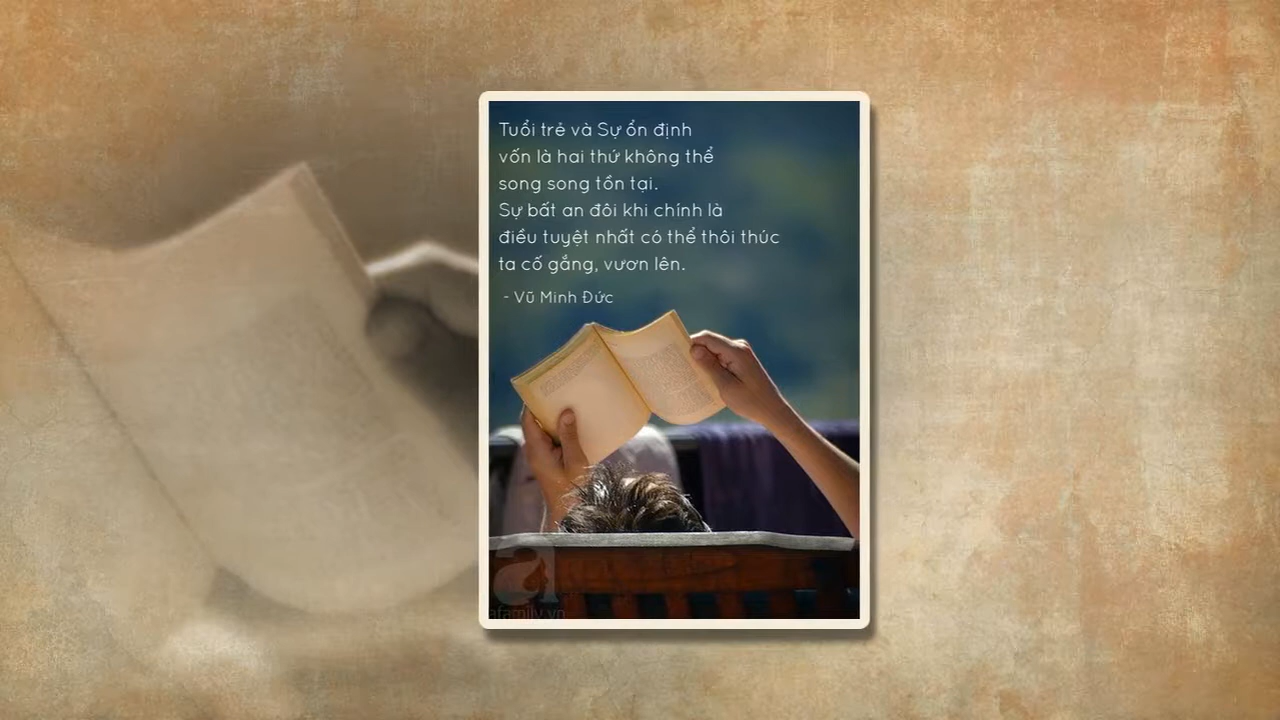 Tuổi trẻ và Sự ổn định
vốn là hai thứ không thể
song song tồn tại.
Sự bất an đôi khi chính là
điều tuyệt nhất có thể thôi thúc
ta cố gắng, vươn lên.
- Vũ Minh Đức
a
afamily.vn